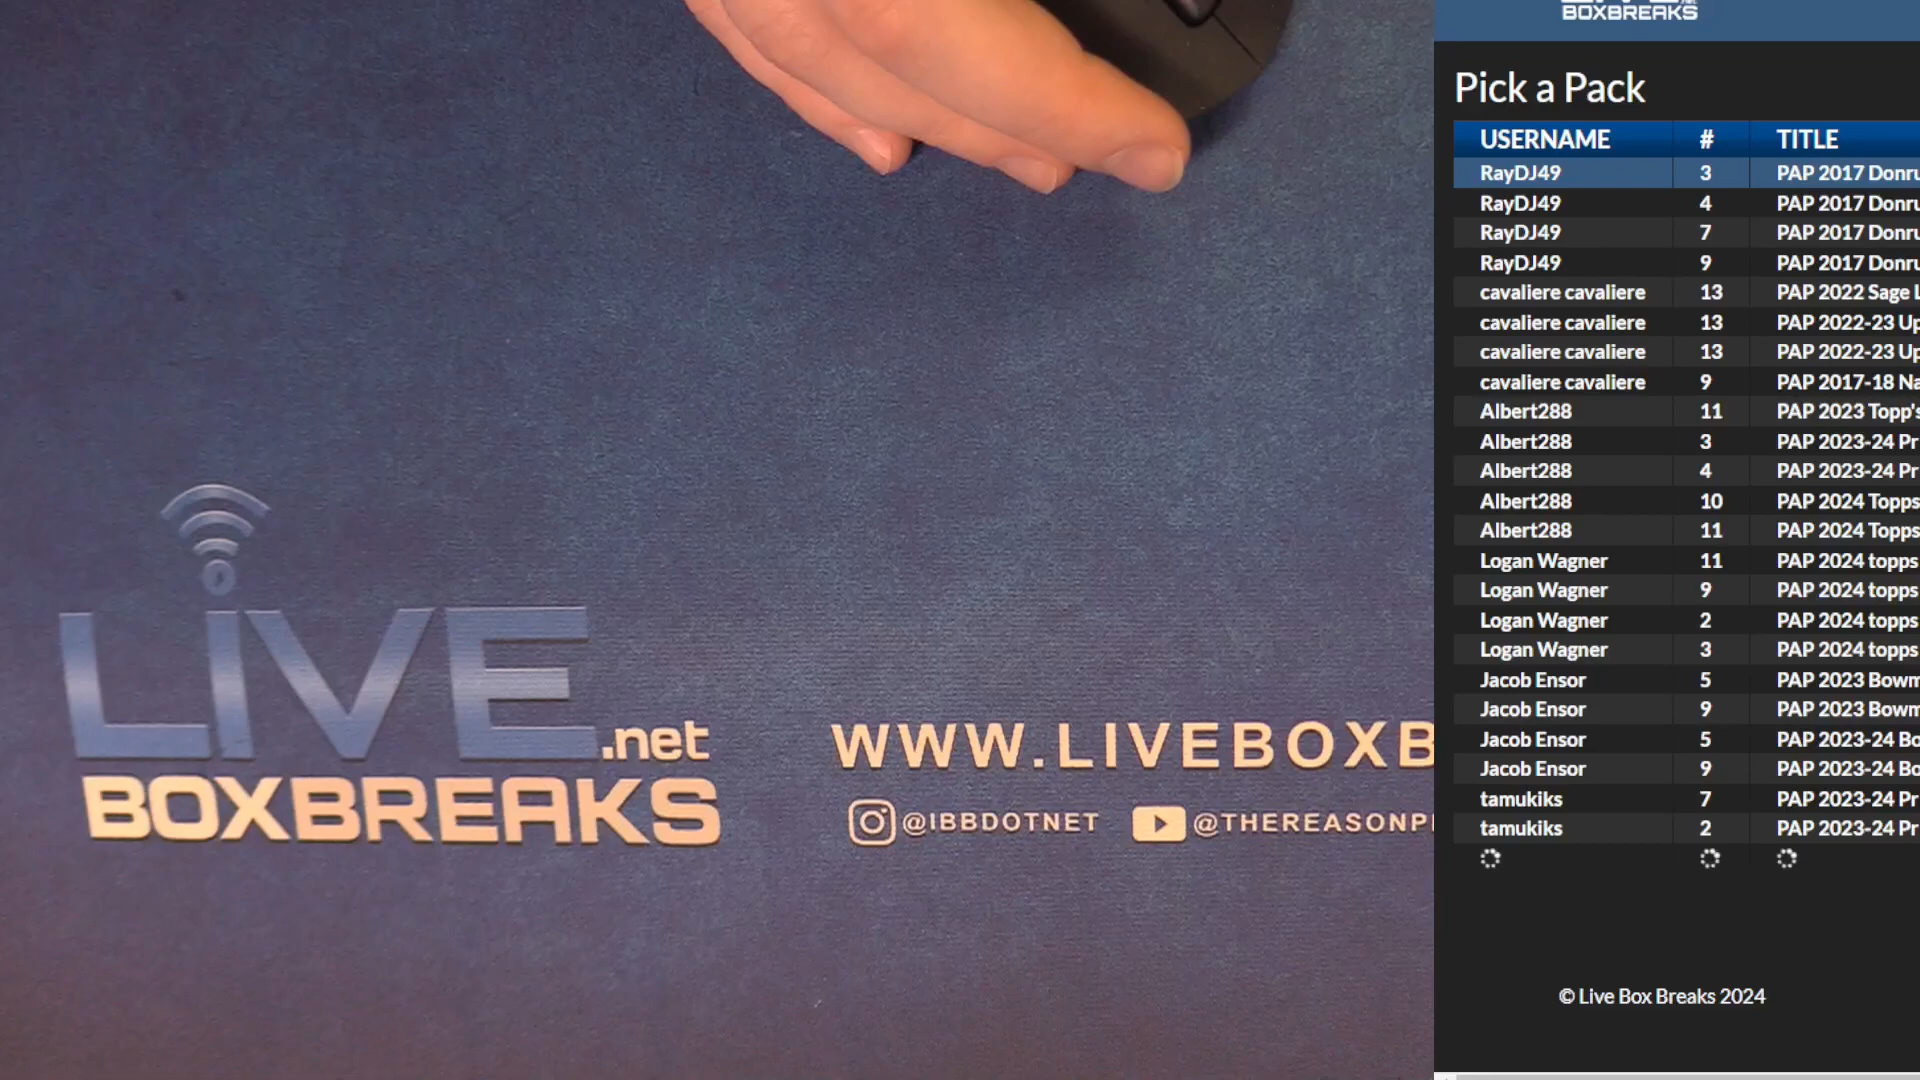 BOXBREAKS
Pick a Pack
USERNAME # TITLE
RayDJ49 3 PAP 2017 Donru
RayDJ49 4 PAP 2017 Donru
RayDJ49 7 PAP 2017 Donru
RayDJ49 9 PAP 2017 Donru
cavaliere cavaliere 13 PAP 2022 Sage L
cavaliere cavaliere 13 PAP 2022-23 Up
cavaliere cavaliere 13 PAP 2022-23 Up
cavaliere cavaliere 9 PAP 2017-18 Na
Albert288 11 PAP 2023 Topp's
Albert288 3 PAP 2023-24 Pr
Albert288 4 PAP 2023-24 Pr
Albert288 10 PAP 2024 Topps
Albert288 11 PAP 2024 Topps
Logan Wagner 11 PAP 2024 topps
Logan Wagner 9 PAP 2024 topps
Logan Wagner 2 PAP 2024 topps
Logan Wagner 3 PAP 2024 topps
Jacob Ensor 5 PAP 2023 Bowm
Jacob Ensor 9 PAP 2023 Bowm
Jacob Ensor 5 PAP 2023-24 Bo
Jacob Ensor 9 PAP 2023-24 Bo
tamukiks 7 PAP 2023-24 Pr
tamukiks 2 PAP 2023-24 Pr
© Live Box Breaks 2024
LIVE.net
BOXBREAKS
WWW.LIVEBOXB
@IBBDOTNET @THEREASONP